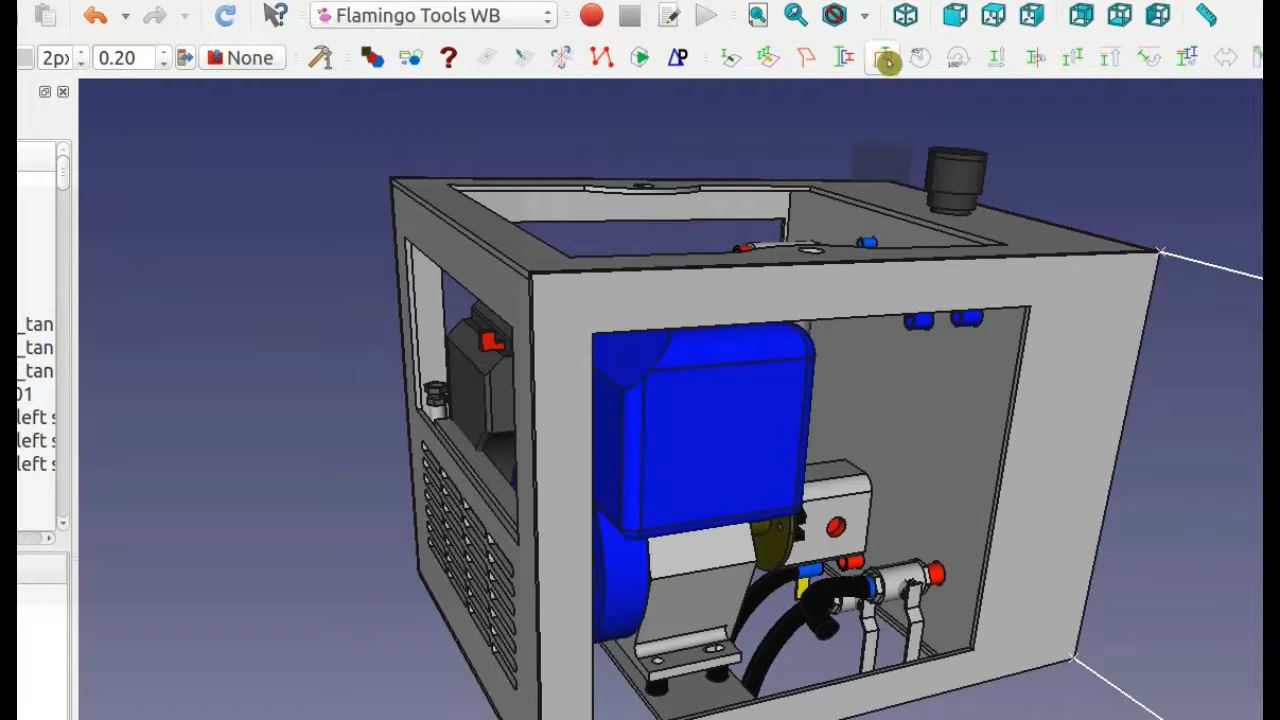 Flamingo Tools WB
2px
0.20
None
_tan
_tan
_tan
01
left s
left s
left s